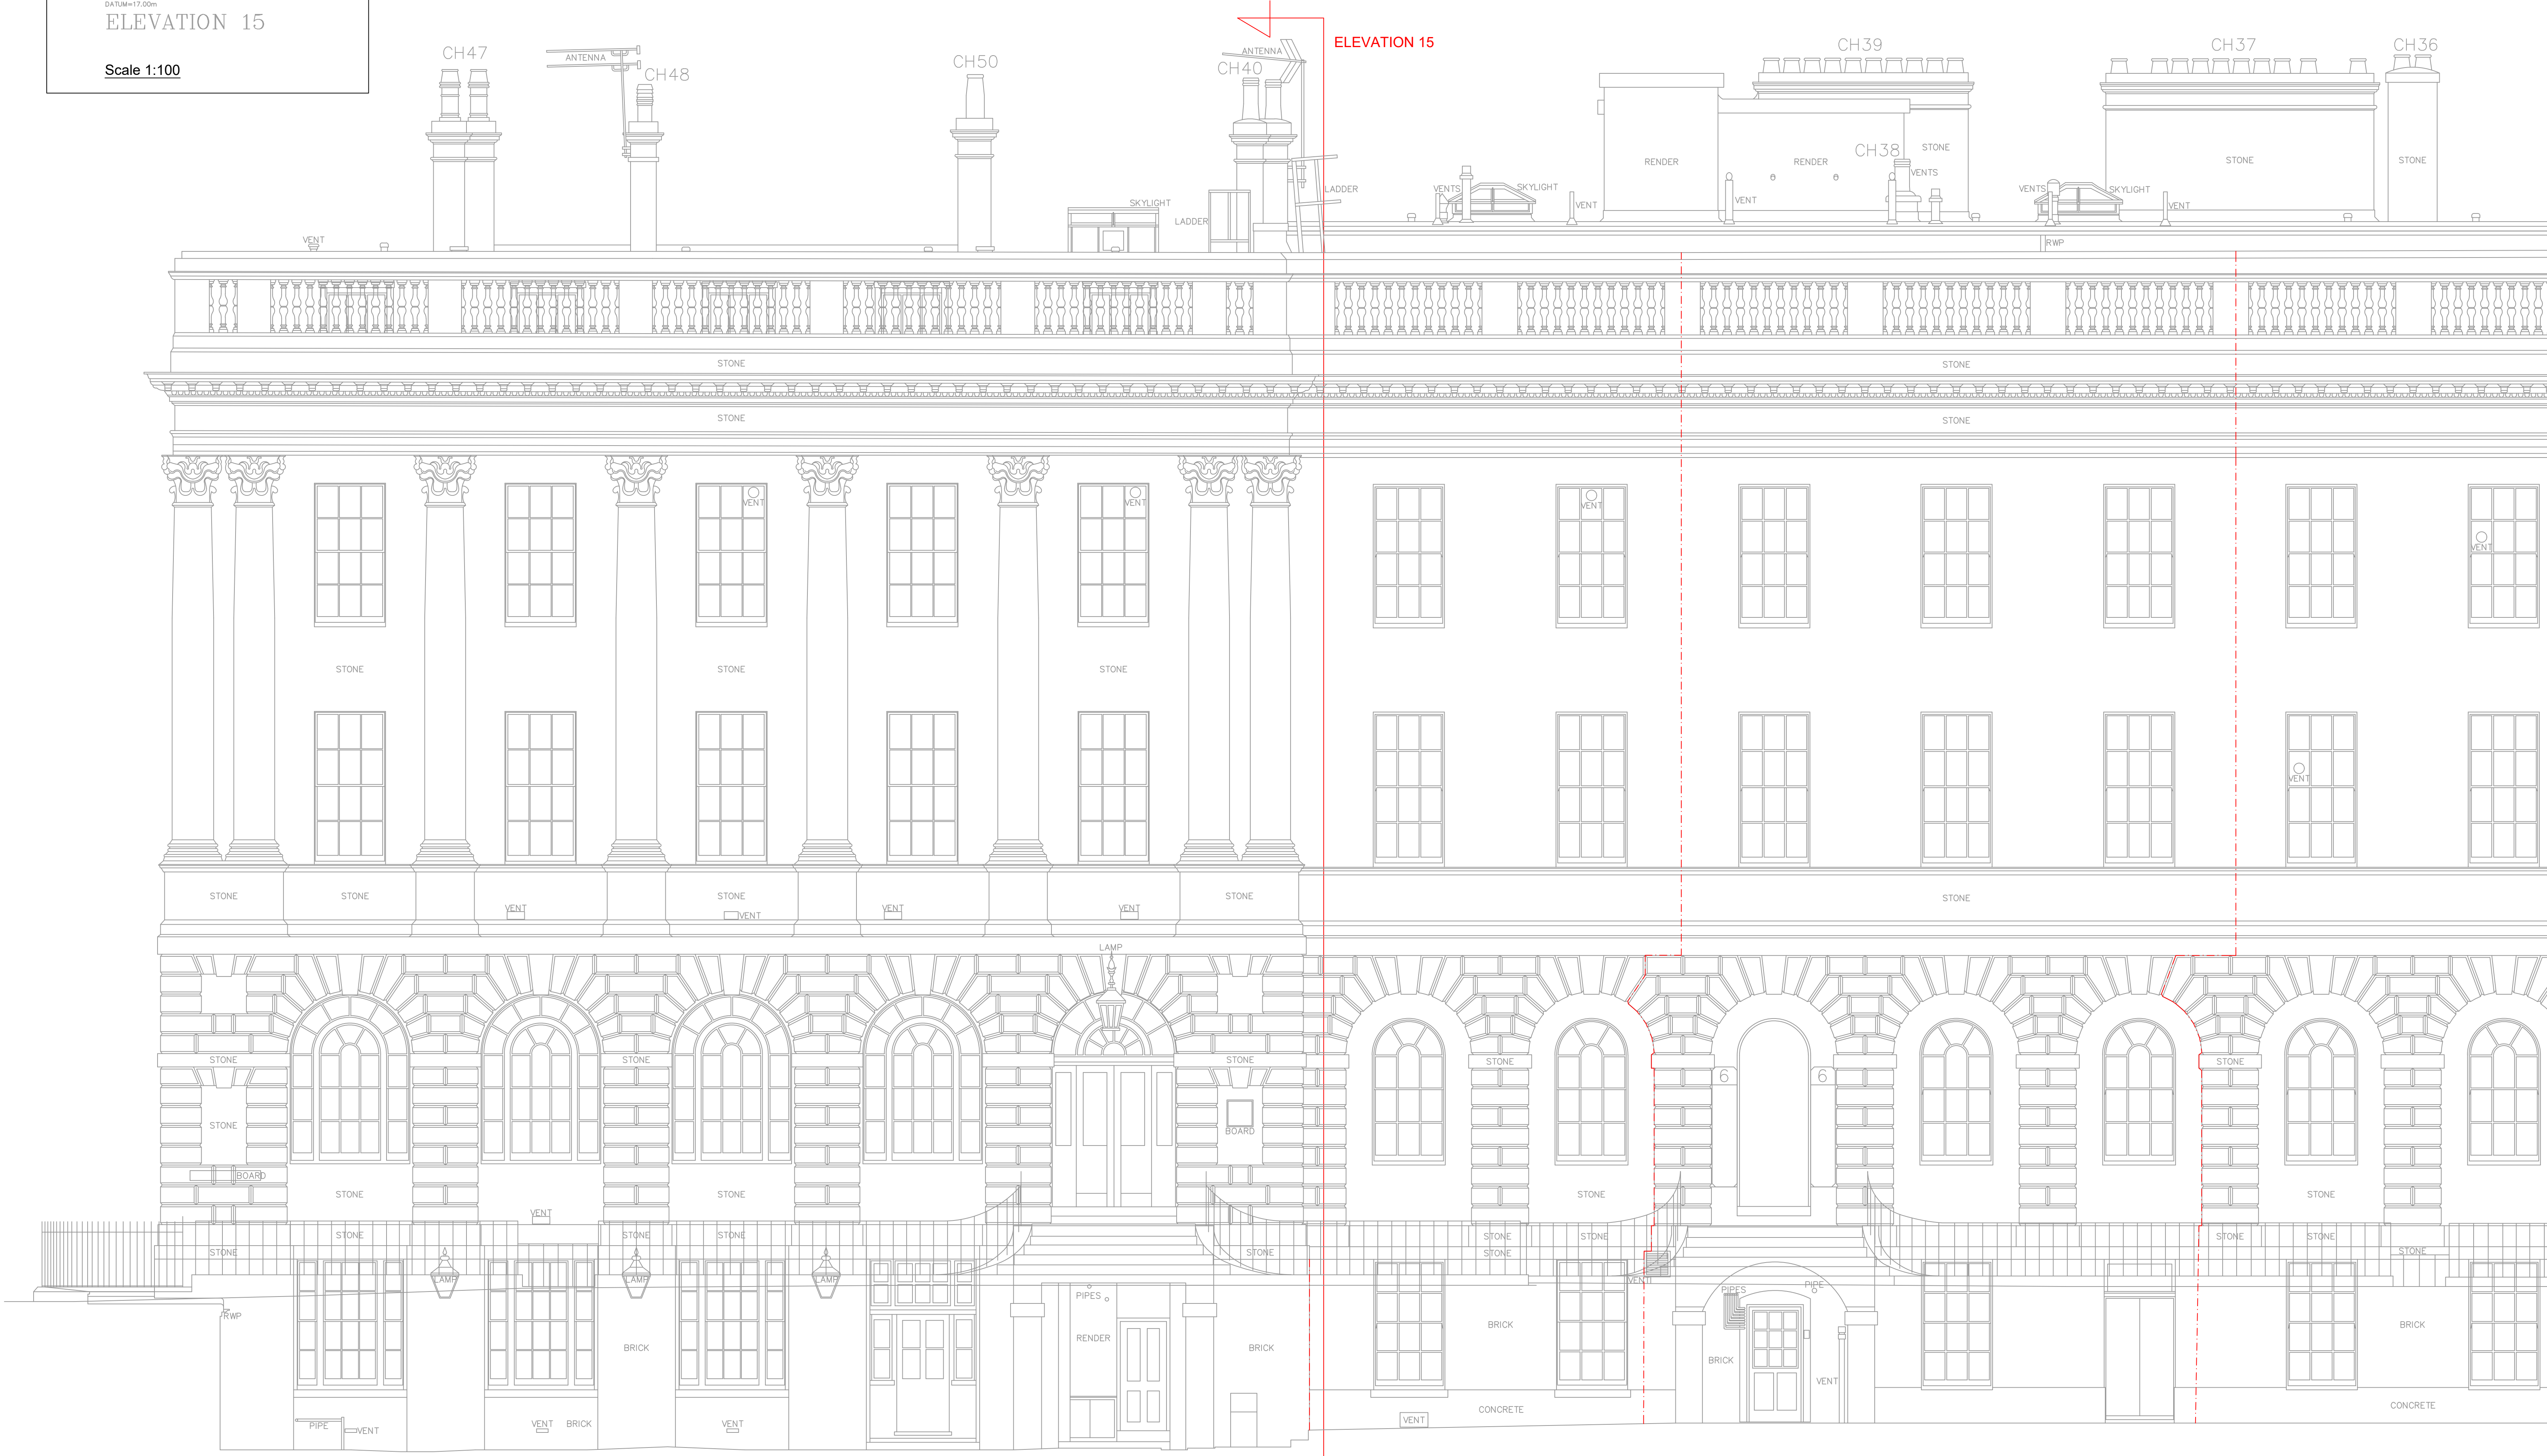 DATUM=17.00m
ELEVATION 15
Scale 1:100
ELEVATION 15
CH47
ANTENNA
CH48
CH50
ANTENNA
CH40
CH39
CH37
CH36
RENDER
RENDER
CH38
STONE
STONE
STONE
VENTS
VENTS
SKYLIGHT
LADDER
VENT
VENT
VENTS
SKYLIGHT
VENT
SKYLIGHT
LADDER
VENT
RWP
STONE
STONE
STONE
STONE
VENT
VENT
VENT
VENT
STONE
STONE
STONE
VENT
STONE
STONE
STONE
STONE
STONE
VENT
VENT
VENT
VENT
LAMP
STONE
STONE
STONE
STONE
STONE
6
6
STONE
BOARD
BOARD
STONE
STONE
STONE
STONE
VENT
STONE
STONE
STONE
STONE
STONE
STONE
STONE
STONE
STONE
STONE
STONE
LAMP
LAMP
LAMP
VENT
PIPES
PIPES
PIPE
RWP
RENDER
BRICK
BRICK
BRICK
BRICK
BRICK
VENT
CONCRETE
CONCRETE
PIPE
VENT
VENT
BRICK
VENT
VENT